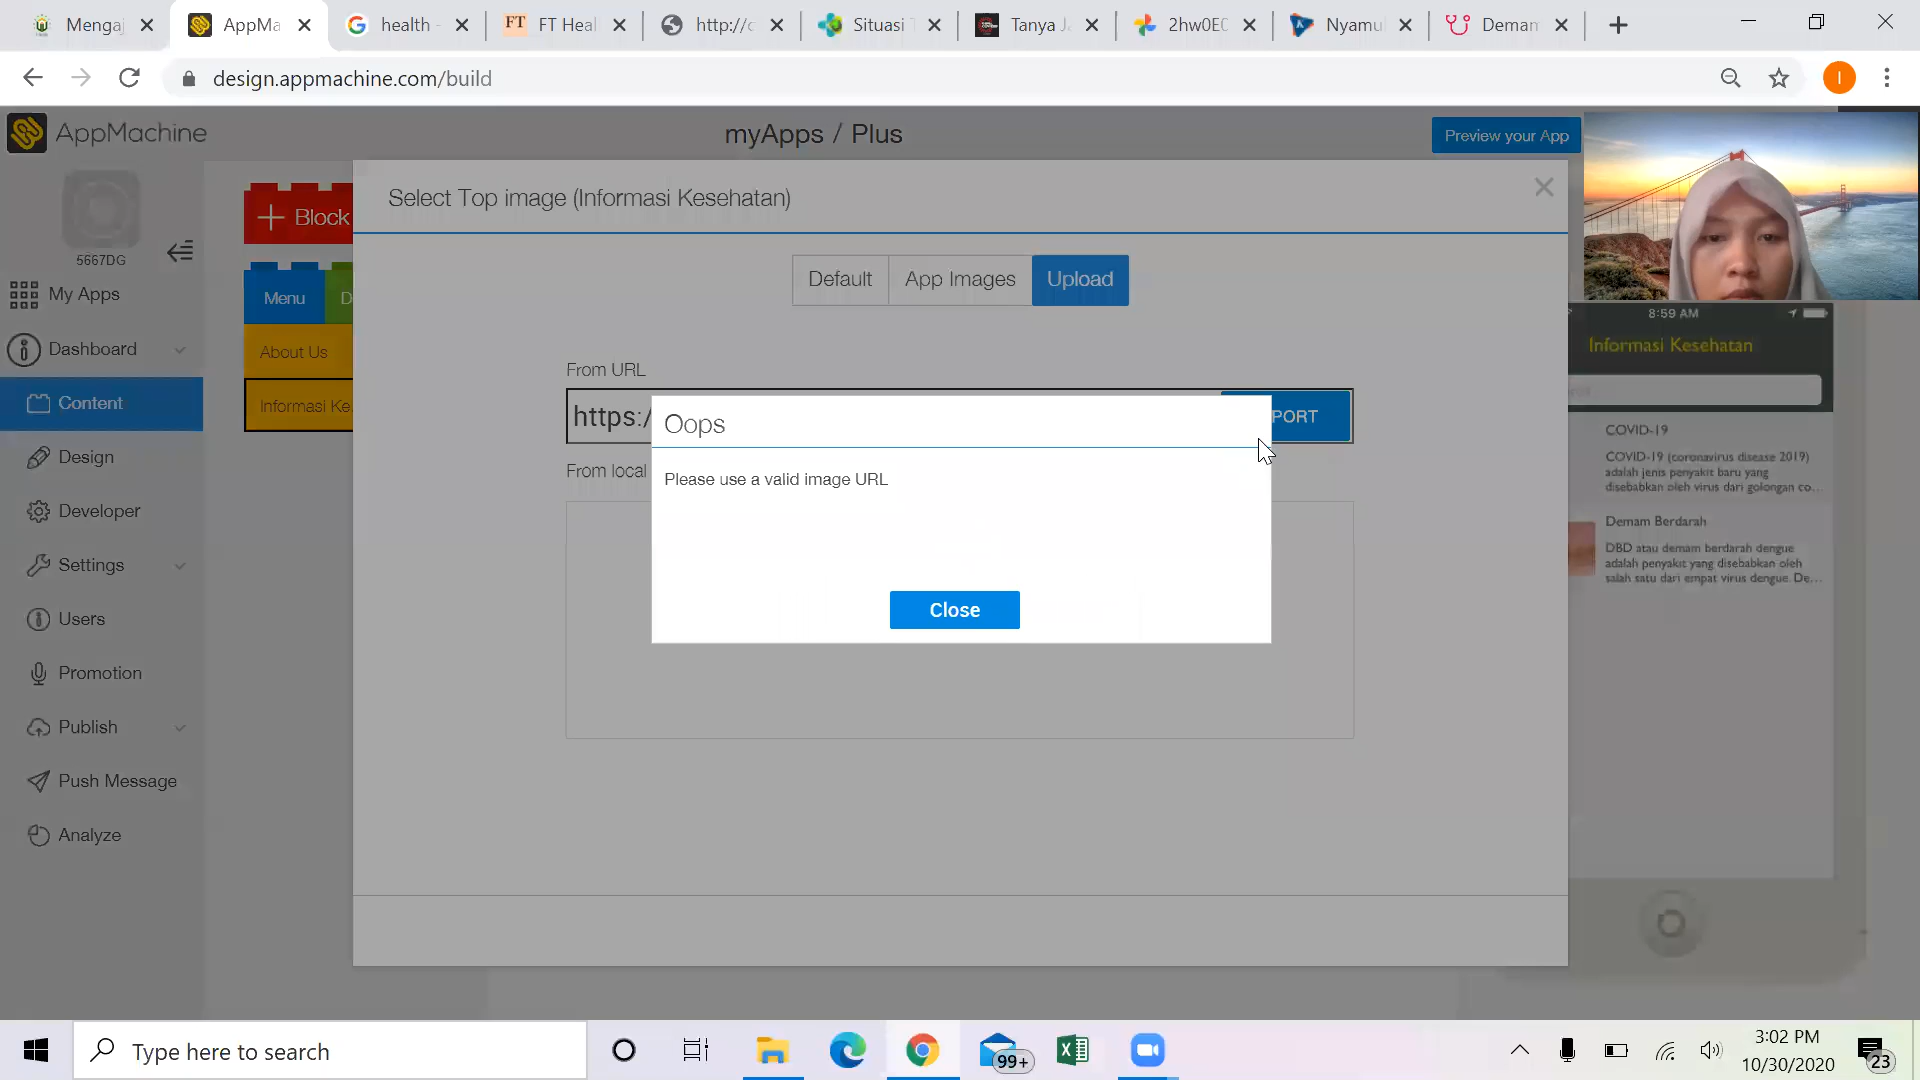 Mengaj
AppMa
health -
FT
FT Heal
http://c
Situasi T
Tanya Ja
2hw0EC
Nyamu
Demam
design.appmachine.com/build
I
AppMachine
myApps / Plus
Preview your App
Select Top image (Informasi Kesehatan)
5667DG
My Apps
Dashboard
Content
Design
Developer
Settings
Users
Promotion
Publish
Push Message
Analyze
Block
Menu
D
About Us
Informasi Ke
Default
App Images
Upload
From URL
https:/
PORT
From local
Oops
Please use a valid image URL
Close
8:59 AM
Informasi Kesehatan
COVID-19
COVID-19 (coronavirus disease 2019)
adalah jenis penyakit baru yang
disebabkan oleh virus dari golongan co...
Demam Berdarah
DBD atau demam berdarah dengue
adalah penyakit yang disebabkan oleh
salah satu dari empat virus dengue. De...
Type here to search
99+
3:02 PM
10/30/2020
23